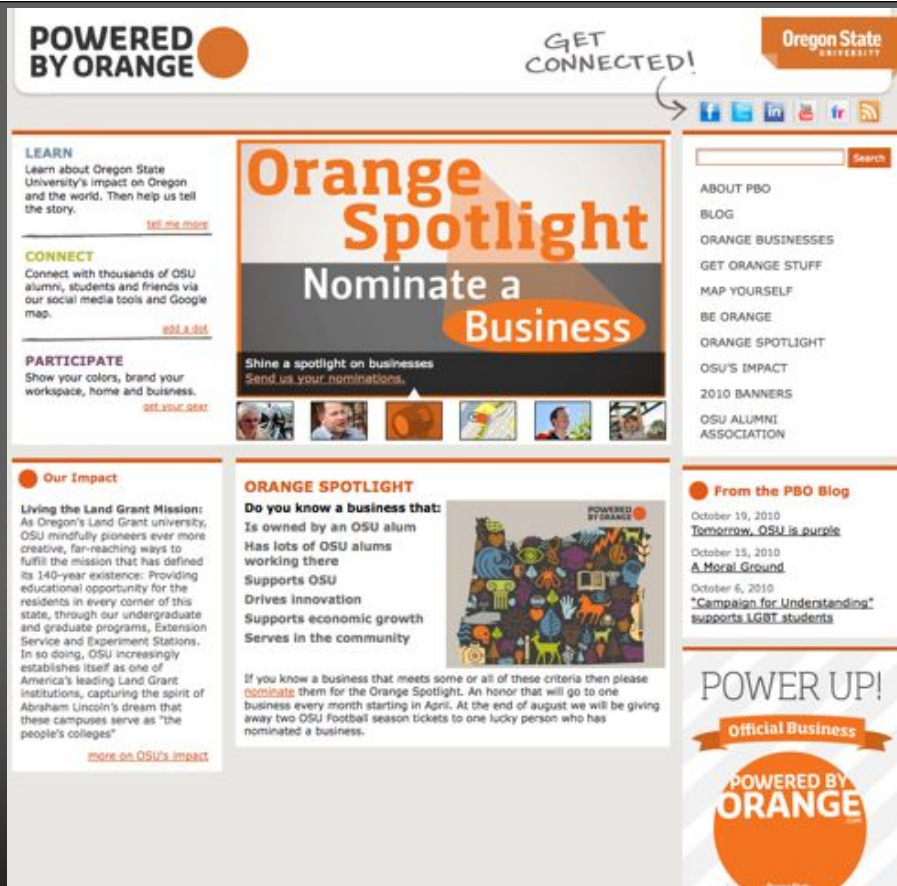 POWERED
BY ORANGE
GET
CONNECTED!
Oregon State
UNIVERSITY
LEARN
Learn about Oregon State
University's impact on Oregon
and the world. Then help us tell
the story.
tell me more
CONNECT
Connect with thousands of OSU
alumni, students and friends via
our social media tools and Google
map.
add a dot
PARTICIPATE
Show your colors, brand your
workspace, home and buisness.
get your gear
Orange
Spotlight
Nominate a
Business
Shine a spotlight on businesses
Send us your nominations.
Search
ABOUT PBO
BLOG
ORANGE BUSINESSES
GET ORANGE STUFF
MAP YOURSELF
BE ORANGE
ORANGE SPOTLIGHT
OSU'S IMPACT
2010 BANNERS
OSU ALUMNI
ASSOCIATION
Our Impact
Living the Land Grant Mission:
As Oregon's Land Grant university,
OSU mindfully pioneers ever more
creative, far-reaching ways to
fulfill the mission that has defined
its 140-year existence: Providing
educational opportunity for the
residents in every corner of this
state, through our undergraduate
and graduate programs, Extension
Service and Experiment Stations.
In so doing, OSU increasingly
establishes itself as one of
America's leading Land Grant
institutions, capturing the spirit of
Abraham Lincoln's dream that
these campuses serve as "the
people's colleges"
more on OSU's impact
ORANGE SPOTLIGHT
Do you know a business that:
Is owned by an OSU alum
Has lots of OSU alums
working there
Supports OSU
Drives innovation
Supports economic growth
Serves in the community
POWERED
BY ORANGE
If you know a business that meets some or all of these criteria then please
nominate them for the Orange Spotlight. An honor that will go to one
business every month starting in April. At the end of august we will be giving
away two OSU Football season tickets to one lucky person who has
nominated a business.
From the PBO Blog
October 19, 2010
Tomorrow, OSU is purple
October 15, 2010
A Moral Ground
October 6, 2010
"Campaign for Understanding"
supports LGBT students
POWER UP!
Official Business
POWERED BY
ORANGE
.com